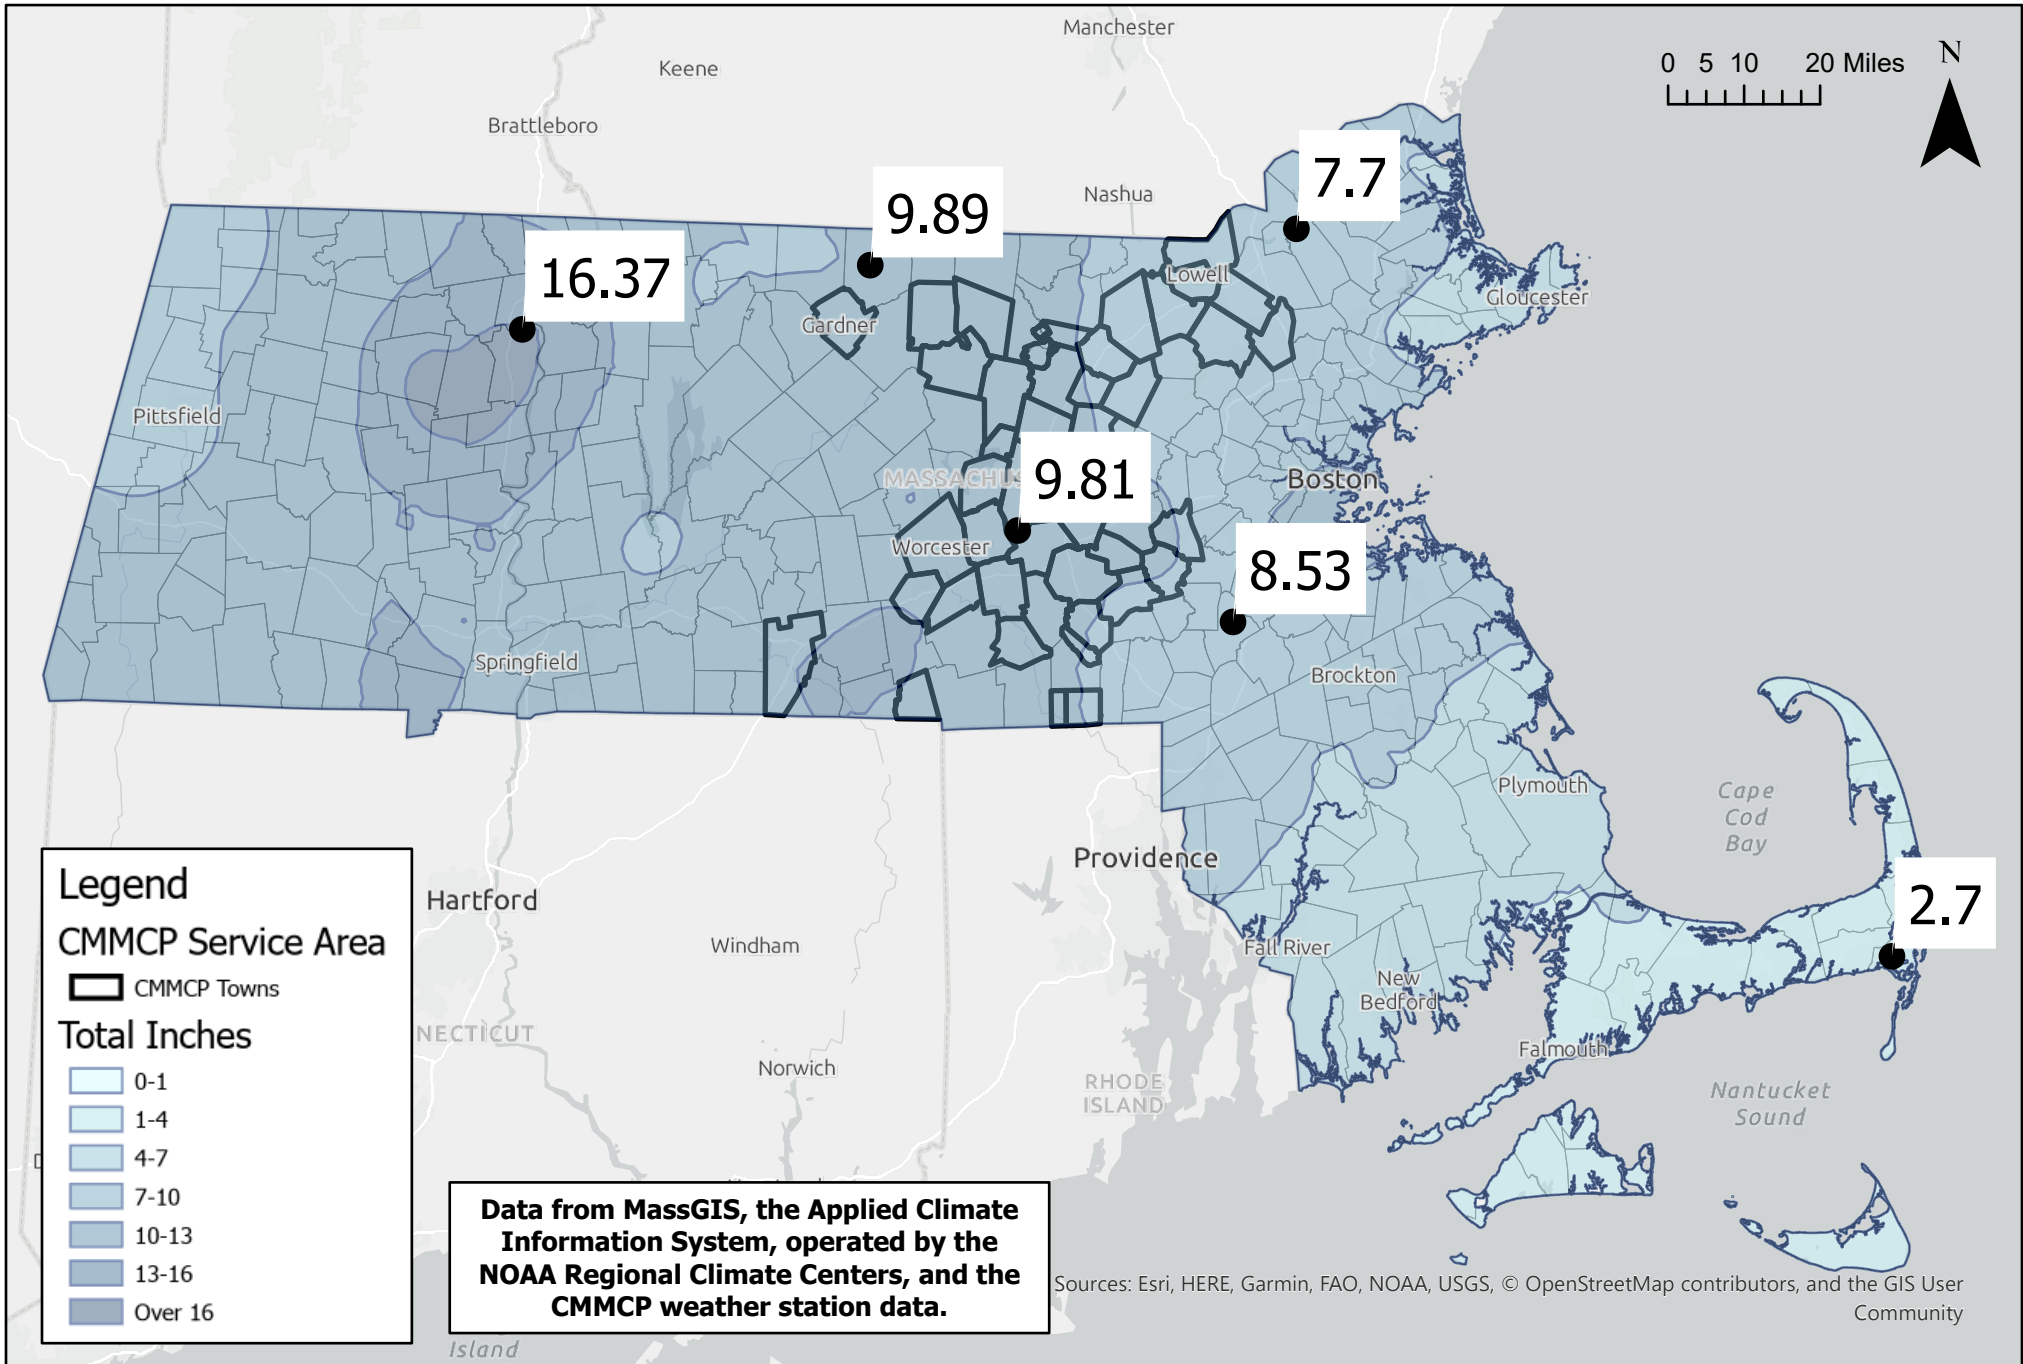 Manchester
Keene
0 5 10 20 Miles
N
Brattleboro
7.7
Nashua
9.89
16.37
Lowell
Gloucester
Gardner
Pittsfield
MASSACHUS
9.81
Boston
Worcester
8.53
Springfield
Brockton
Plymouth
Cape
Cod
Bay
Providence
Legend
CMMCP Service Area
CMMCP Towns
Total Inches
0-1
1-4
4-7
7-10
10-13
13-16
Over 16
Hartford
2.7
Windham
Fall River
New
Bedford
NECTICUT
Falmouth
Norwich
RHODE
ISLAND
Nantucket
Sound
Data from MassGIS, the Applied Climate
Information System, operated by the
NOAA Regional Climate Centers, and the
CMMCP weather station data.
Sources: Esri, HERE, Garmin, FAO, NOAA, USGS, © OpenStreetMap contributors, and the GIS User
Community
Island